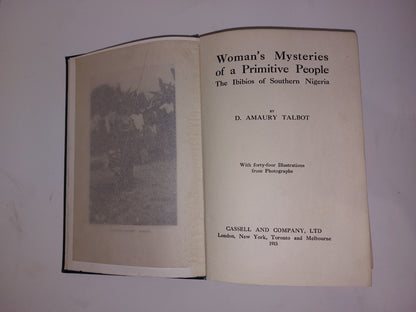 Woman's Mysteries
of a Primitive People
The Ibibios of Southern Nigeria
BY
D. AMAURY TALBOT
With forty-four Illustrations
from Photographs
CASSELL AND COMPANY, LTD
London, New York, Toronto and Melbourne
1915